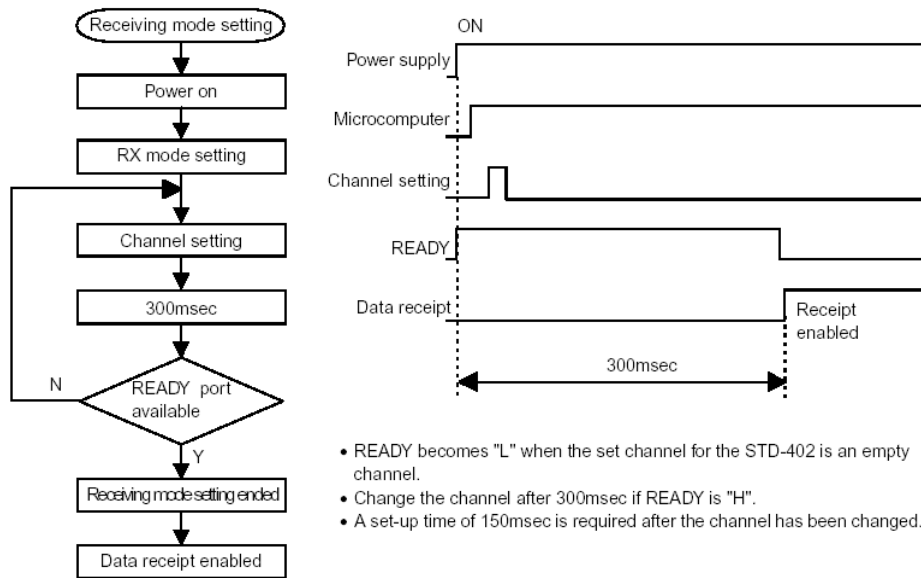 Receiving mode setting
Power on
RX mode setting
Channel setting
300msec
N
READY port
available
Y
Receiving mode setting ended
Data receipt enabled
ON
Power supply
Microcomputer
Channel setting
READY
Data receipt
Receipt
enabled
300msec
• READY becomes "L" when the set channel for the STD-402 is an empty
channel.
• Change the channel after 300msec if READY is "H".
• A set-up time of 150msec is required after the channel has been changed.